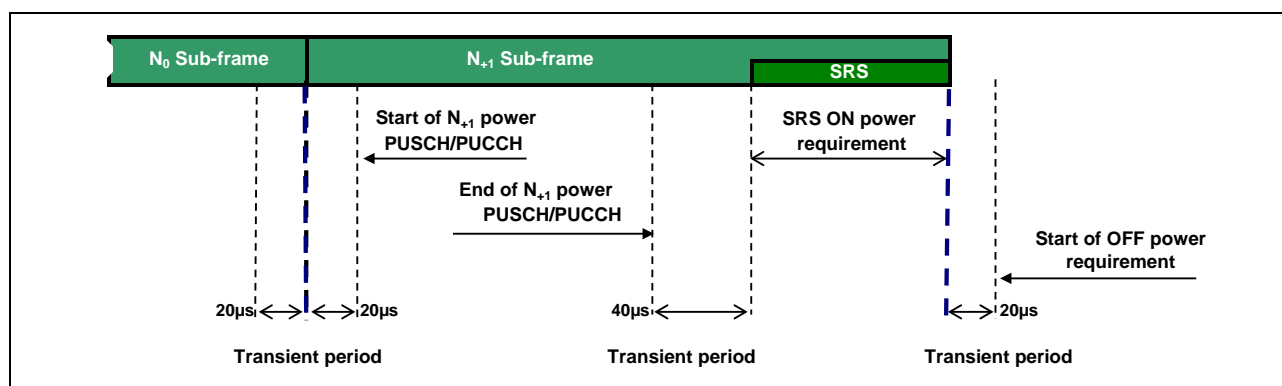 N₀ Sub-frame
N₊₁ Sub-frame
SRS
Start of N₊₁ power
PUSCH/PUCCH
SRS ON power
requirement
End of N₊₁ power
PUSCH/PUCCH
Start of OFF power
requirement
20µs
20µs
40µs
20µs
Transient period
Transient period
Transient period